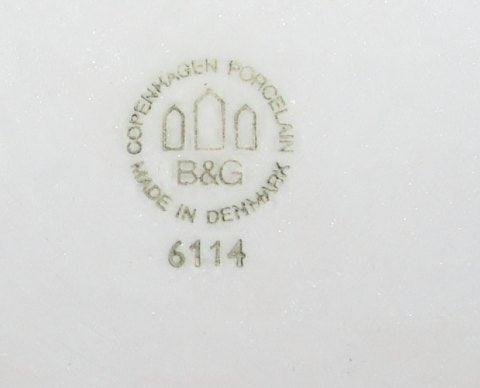 COPENHAGEN PORCELAIN
B&G
MADE IN DENMARK
6114